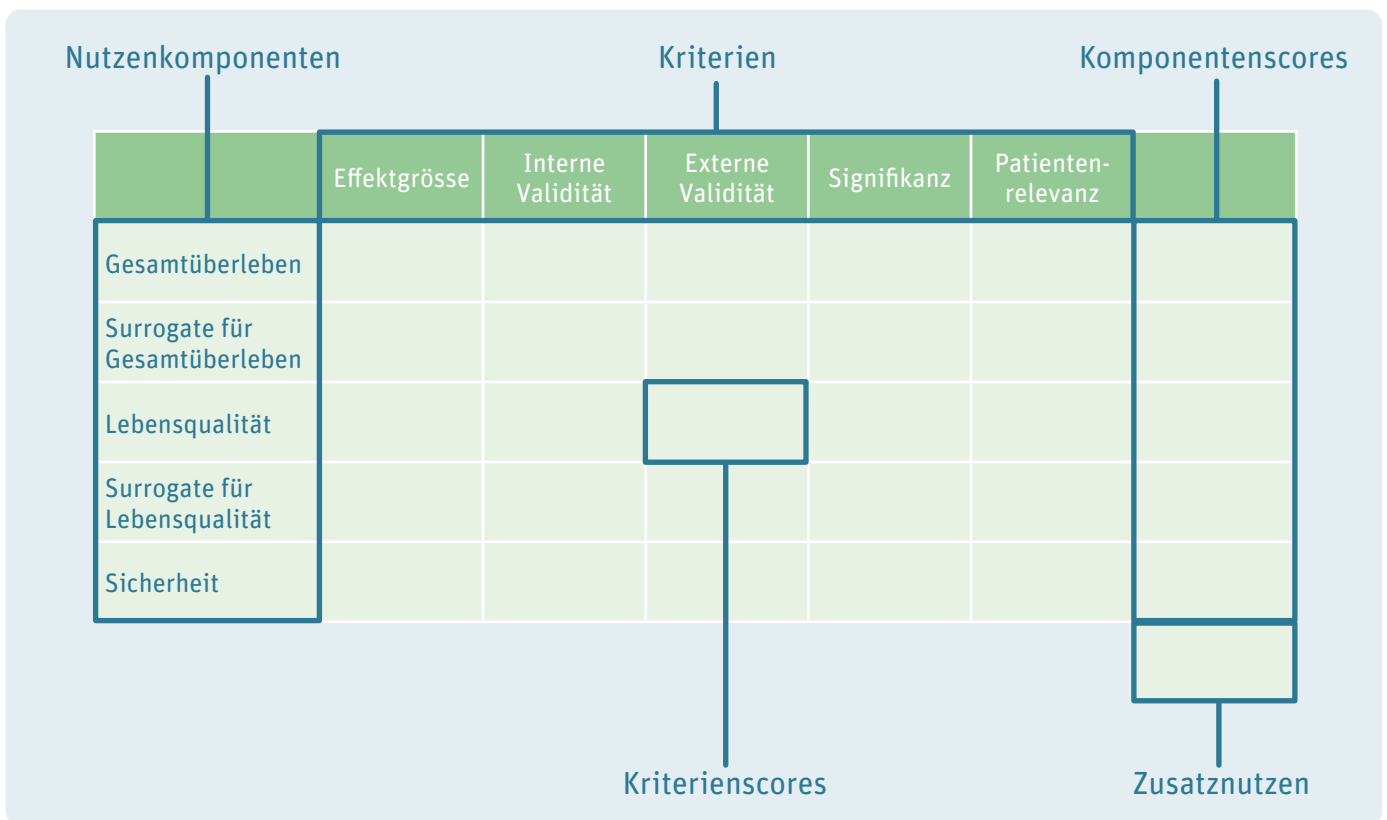 Nutzenkomponenten
Kriterien
Komponentenscores
Effektgrösse
Interne
Validität
Externe
Validität
Signifikanz
Patienten-
relevanz
Gesamtüberleben
Surrogate für
Gesamtüberleben
Lebensqualität
Surrogate für
Lebensqualität
Sicherheit
Kriterienscores
Zusatznutzen